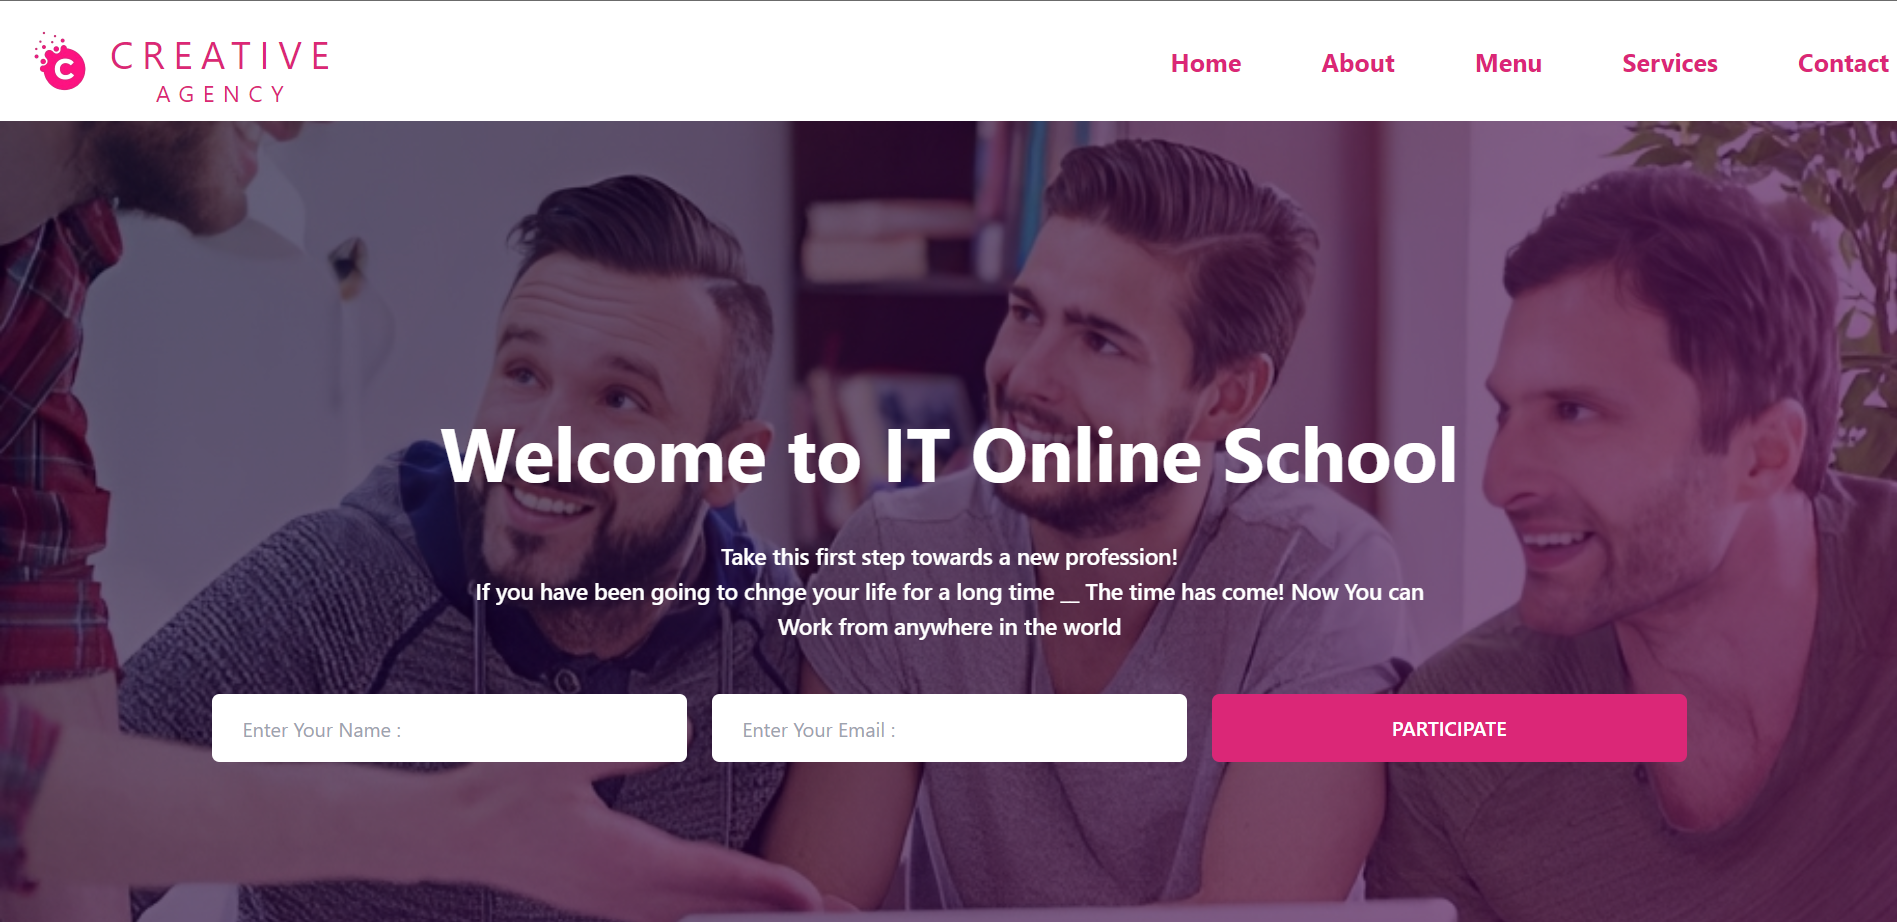 CREATIVE
AGENCY
Home About Menu Services Contact
Welcome to IT Online School
Take this first step towards a new profession!
If you have been going to chnge your life for a long time __ The time has come! Now You can
Work from anywhere in the world
Enter Your Name : Enter Your Email : PARTICIPATE